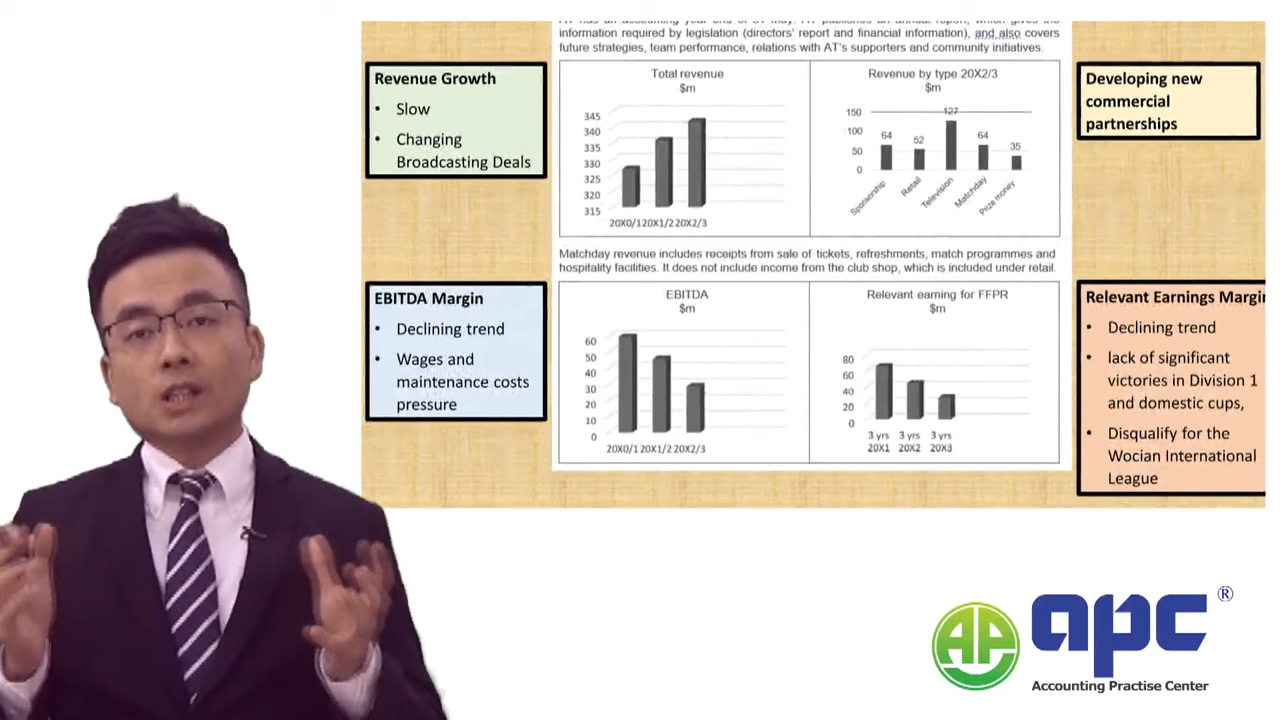 information required by legislation (directors' report and financial information), and also covers
future strategies, team performance, relations with AT's supporters and community initiatives.
Revenue Growth
• Slow
• Changing
Broadcasting Deals
Total revenue
$m
345
340
335
330
325
320
315
20X0/1 20X1/2 20X2/3
Revenue by type 20X2/3
$m
150
100
50
0
64
52
127
64
35
Sponsorship
Retail
Television
Matchday
Prize money
Developing new
commercial
partnerships
Matchday revenue includes receipts from sale of tickets, refreshments, match programmes and
hospitality facilities. It does not include income from the club shop, which is included under retail.
EBITDA Margin
• Declining trend
• Wages and
maintenance costs
pressure
EBITDA
$m
60
50
40
30
20
10
0
20X0/1 20X1/2 20X2/3
Relevant earning for FFPR
$m
80
60
40
20
0
3 yrs 3 yrs 3 yrs
20X1 20X2 20X3
Relevant Earnings Margin
• Declining trend
• lack of significant
victories in Division 1
and domestic cups,
• Disqualify for the
Wocian International
League
AP
apc®
Accounting Practise Center